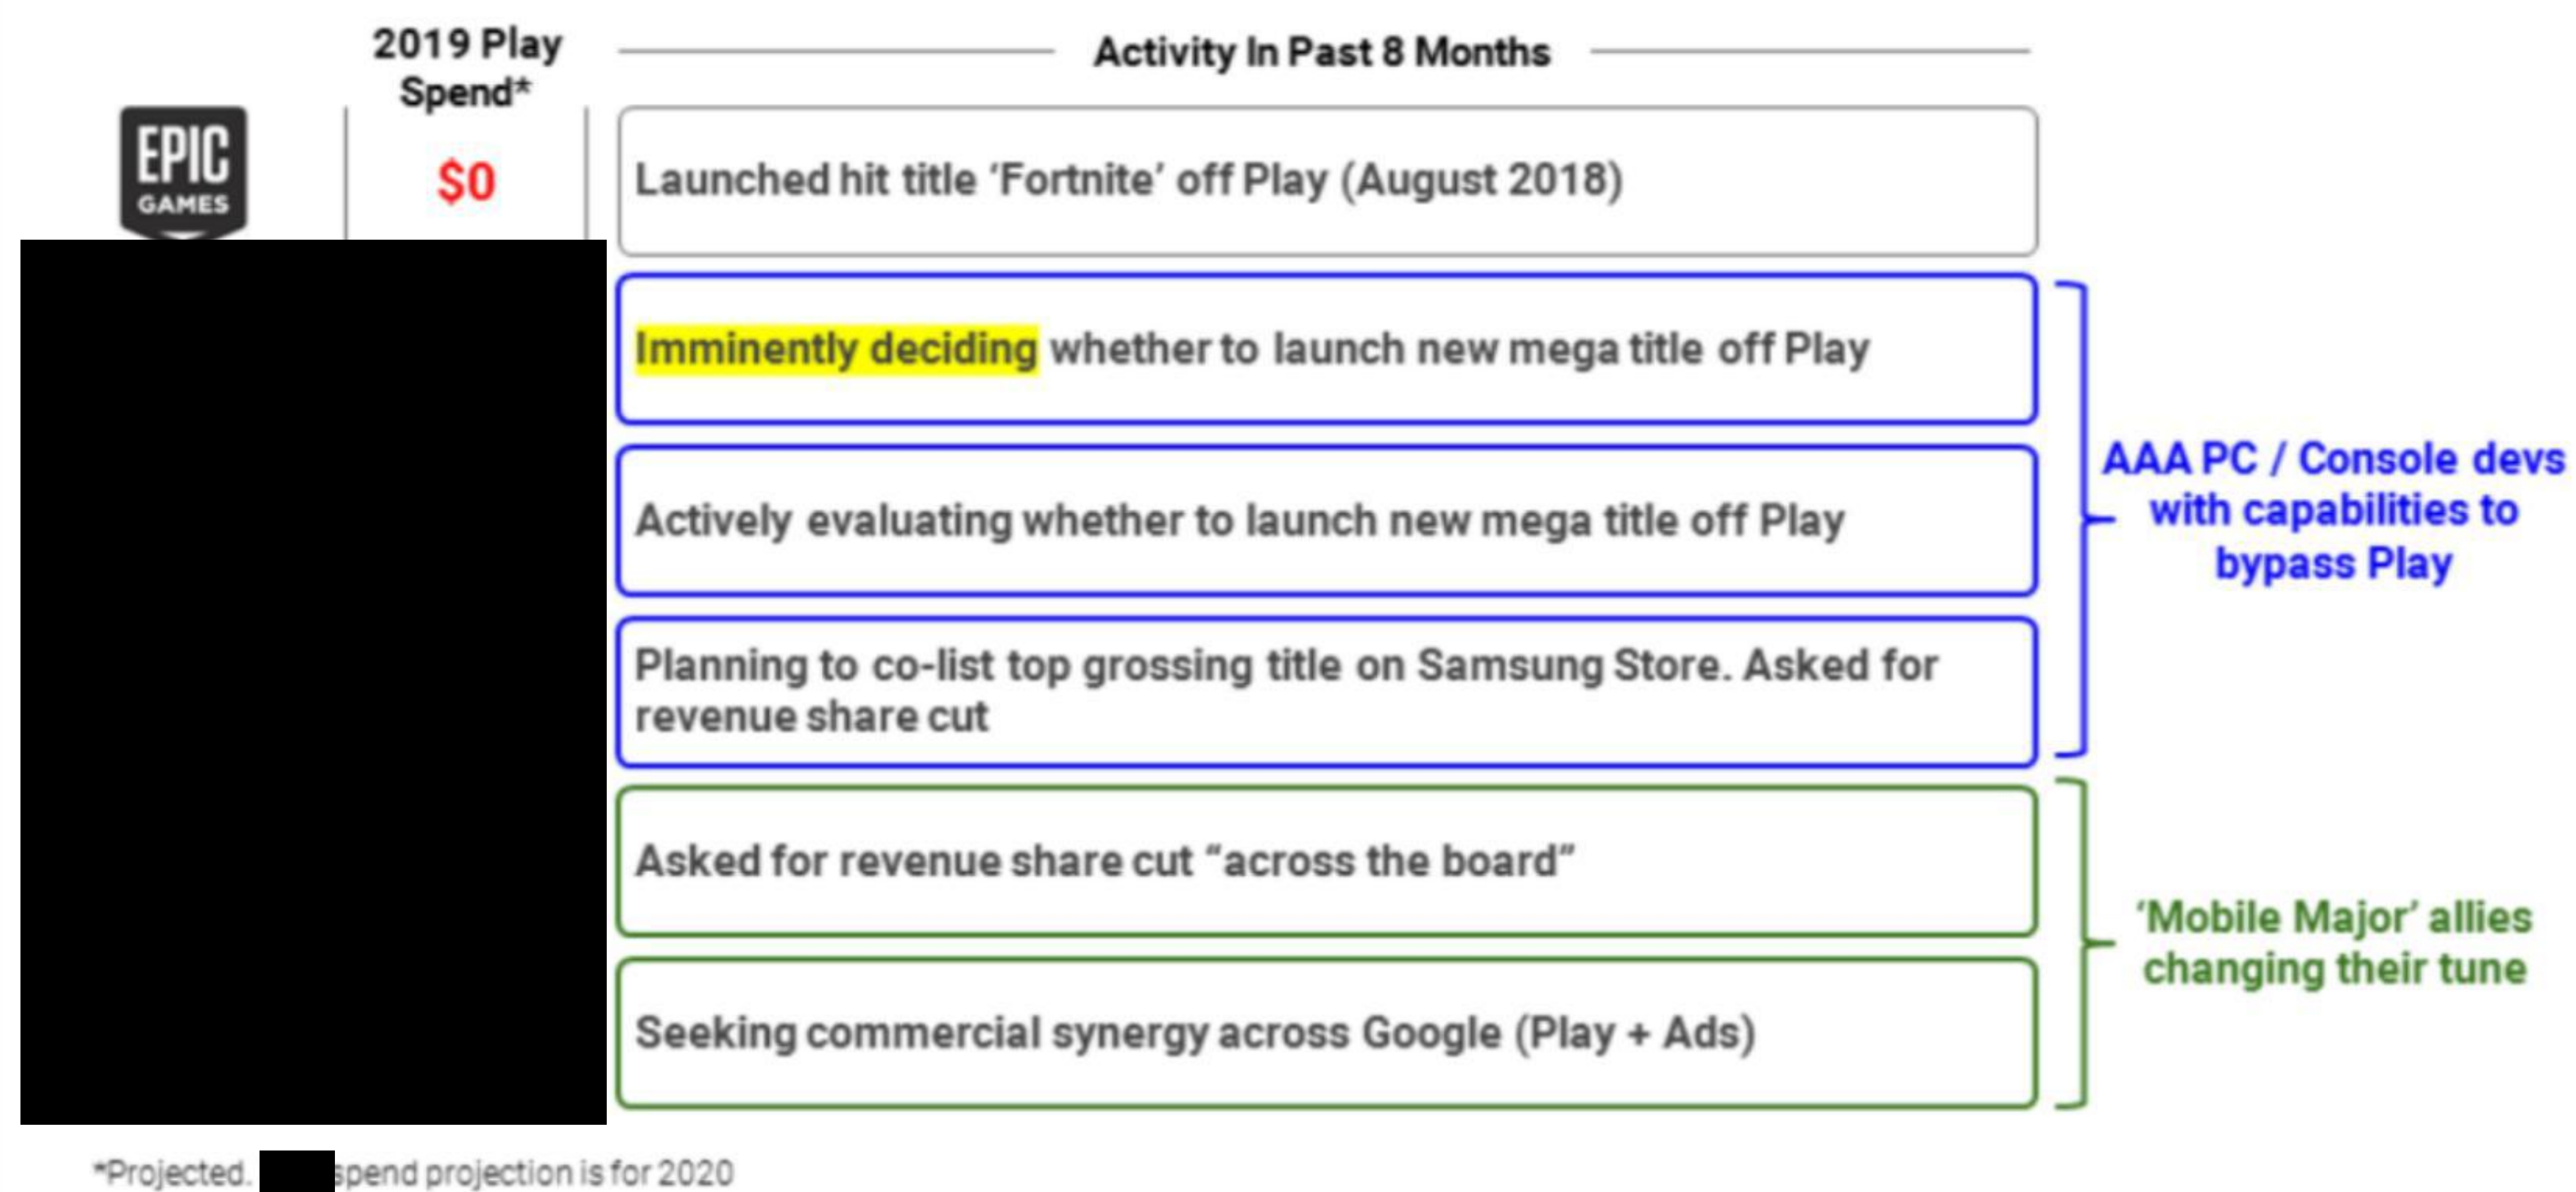 2019 Play
Spend*
Activity In Past 8 Months
EPIC
GAMES
$0
Launched hit title ‘Fortnite’ off Play (August 2018)
Imminently deciding whether to launch new mega title off Play
Actively evaluating whether to launch new mega title off Play
Planning to co-list top grossing title on Samsung Store. Asked for
revenue share cut
AAA PC / Console devs
with capabilities to
bypass Play
Asked for revenue share cut “across the board”
Seeking commercial synergy across Google (Play + Ads)
‘Mobile Major’ allies
changing their tune
*Projected. spend projection is for 2020